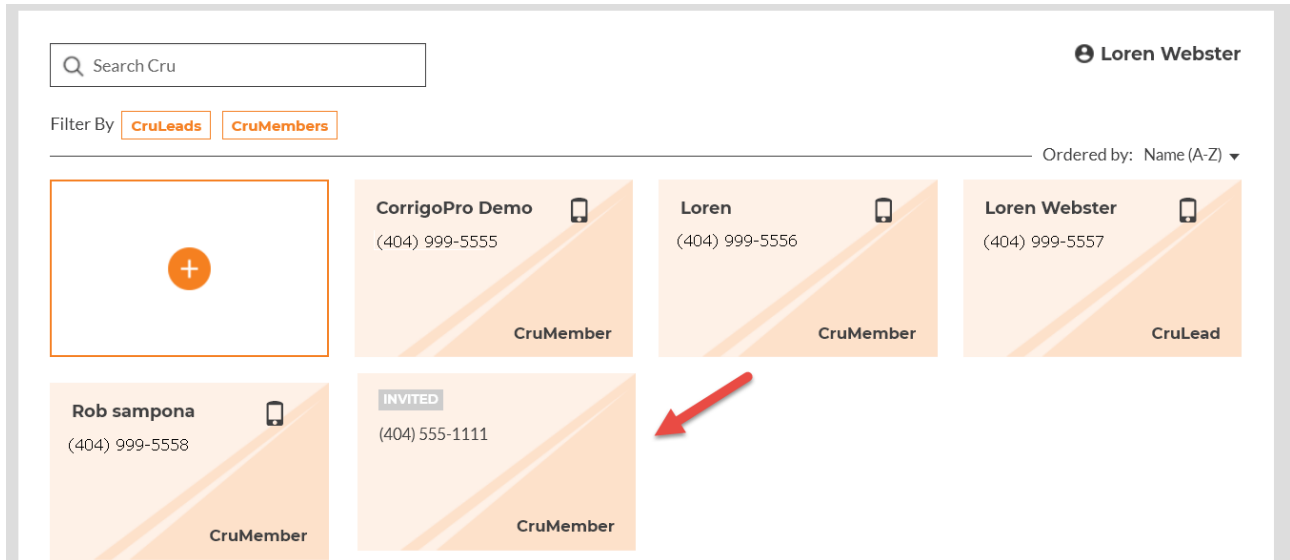 Search Cru
Loren Webster
Filter By CruLeads CruMembers
Ordered by: Name (A-Z)
CorrigoPro Demo
(404) 999-5555
CruMember
Loren
(404) 999-5556
CruMember
Loren Webster
(404) 999-5557
CruLead
Rob sampona
(404) 999-5558
CruMember
INVITED
(404) 555-1111
CruMember